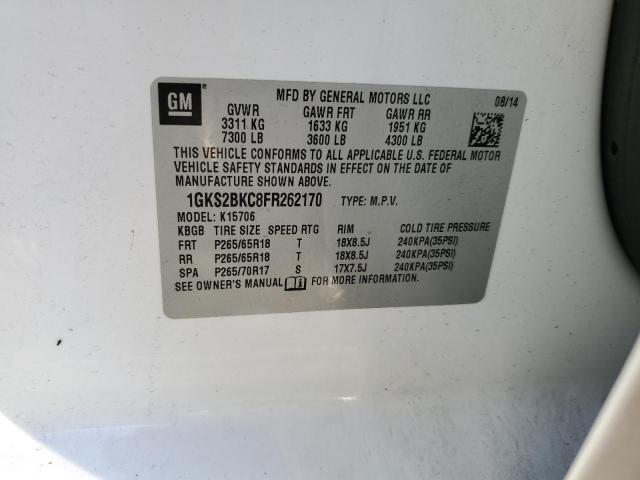 GM
MFD BY GENERAL MOTORS LLC 08/14
GVWR GAWR FRT GAWR RR
3311 KG 1633 KG 1951 KG
7300 LB 3600 LB 4300 LB
THIS VEHICLE CONFORMS TO ALL APPLICABLE U.S. FEDERAL MOTOR
VEHICLE SAFETY STANDARDS IN EFFECT ON THE DATE OF
MANUFACTURE SHOWN ABOVE.
1GKS2BKC8FR262170 TYPE: M.P.V.
MODEL: K15706
KBGB TIRE SIZE SPEED RTG RIM COLD TIRE PRESSURE
FRT P265/65R18 T 18X8.5J 240KPA(35PSI)
RR P265/65R18 T 18X8.5J 240KPA(35PSI)
SPA P265/70R17 S 17X7.5J 240KPA(35PSI)
SEE OWNER'S MANUAL FOR MORE INFORMATION.